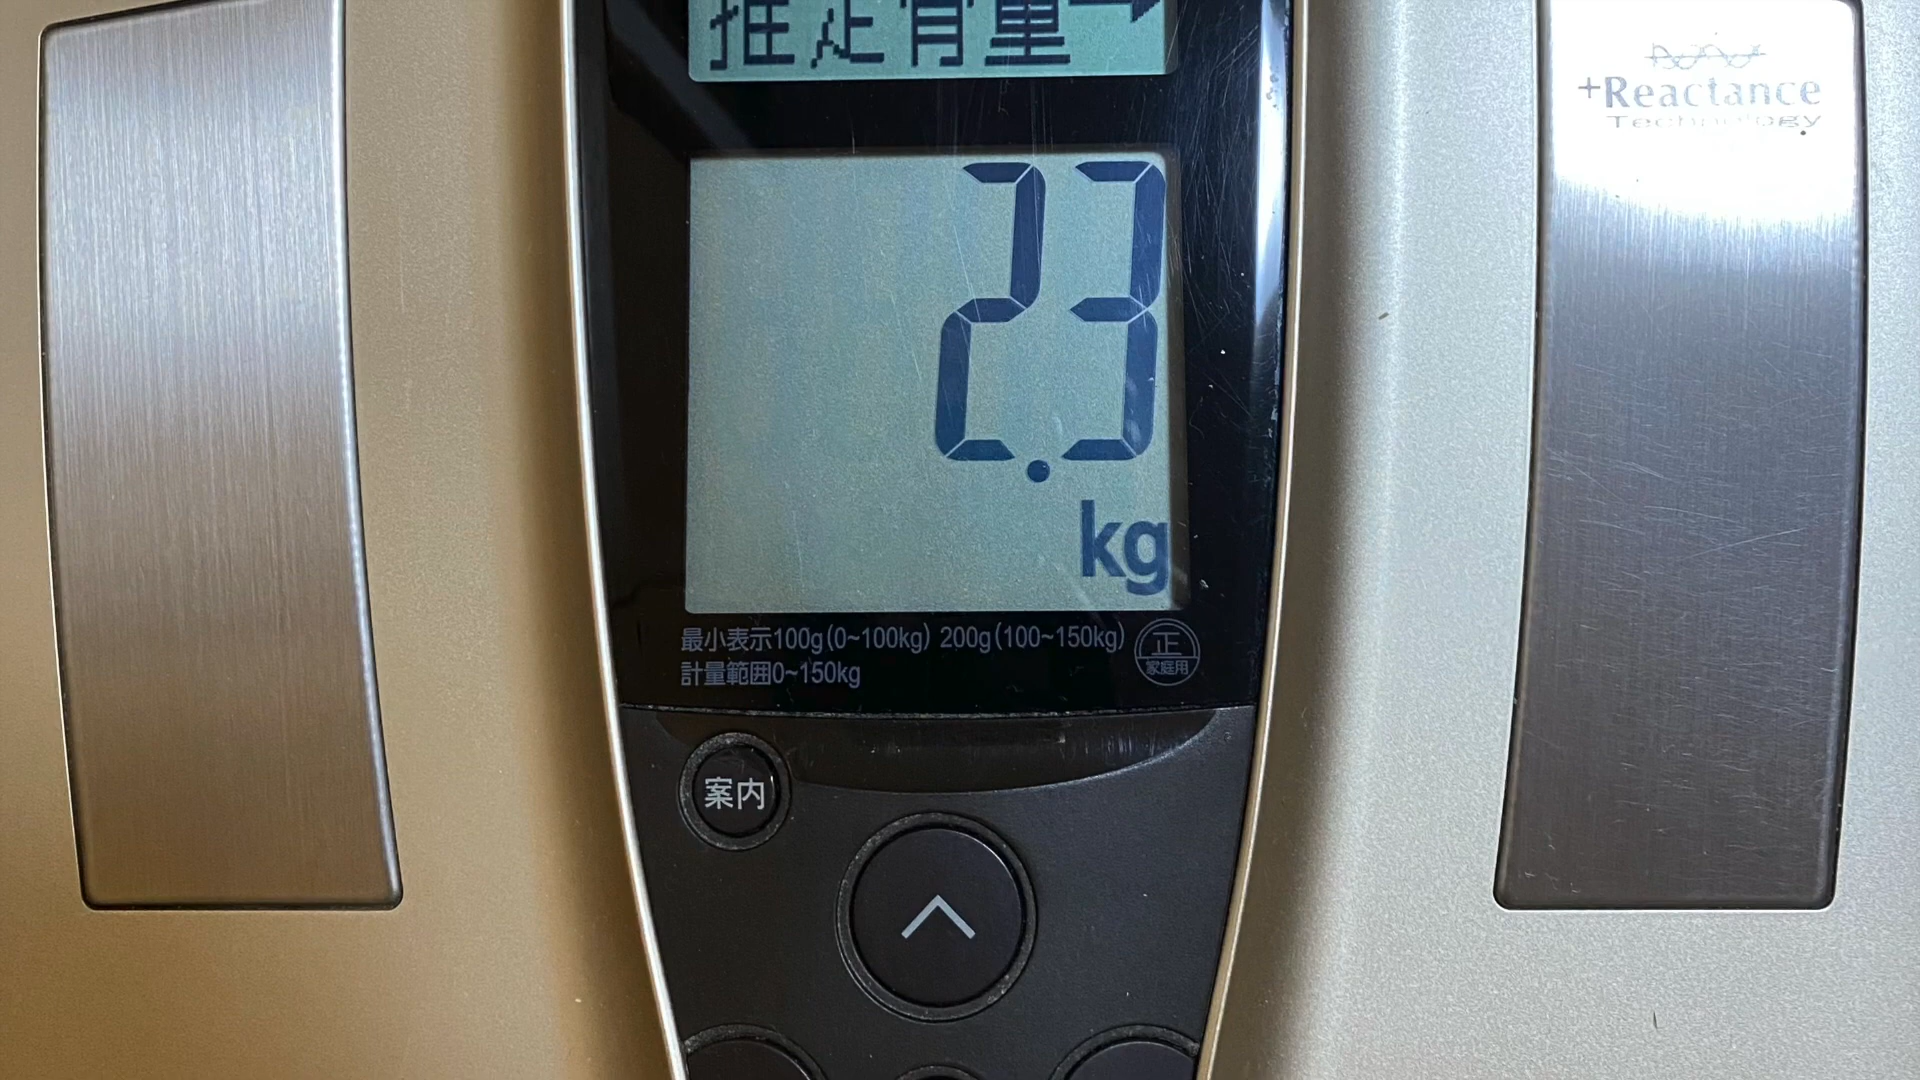 推定骨量→
+Reactance
Technology
2.3
kg
最小表示100g(0~100kg) 200g(100~150kg)
計量範囲0~150kg
正
家庭用
案内